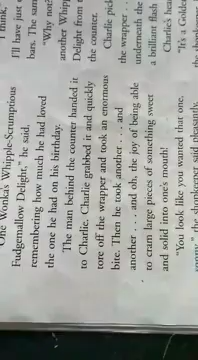 "One Wonka's Whipple-Scrumptious
Fudgemallow Delight," he said,
remembering how much he had loved
the one he had on his birthday.
The man behind the counter handed it
to Charlie. Charlie grabbed it and quickly
tore off the wrapper and took an enormous
bite. Then he took another . . . and
another . . . and oh, the joy of being able
to cram large pieces of something sweet
and solid into one's mouth!
"You look like you wanted that one,
the shopkeeper said pleasantly.
I think,
I'll have just
bars. The sam
"Why not?
another Whipp
Delight from
the counter.
Charlie pick
the wrapper . .
underneath the
a brilliant flash
Charlie's hea
"It's a Golde